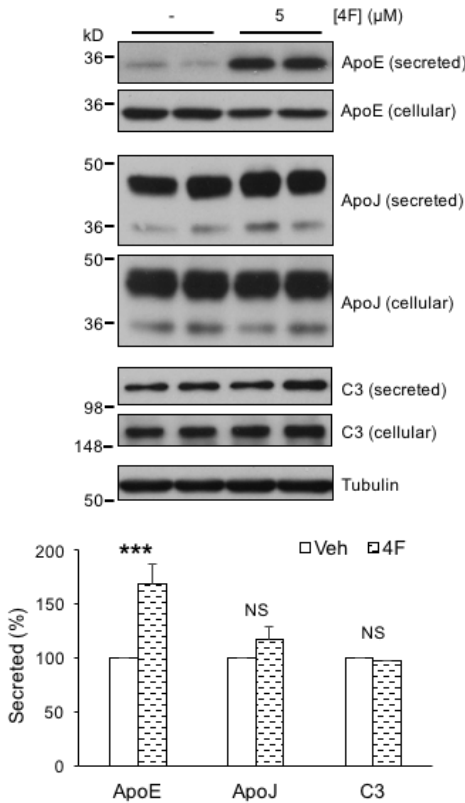 - 5 [4F] (µM)
kD
36 ApoE (secreted)
36 ApoE (cellular)
50
ApoJ (secreted)
36
50
ApoJ (cellular)
36
C3 (secreted)
98
C3 (cellular)
148
Tubulin
50
200
*** Veh 4F
150
NS NS
100
50
0
Secreted (%)
ApoE ApoJ C3